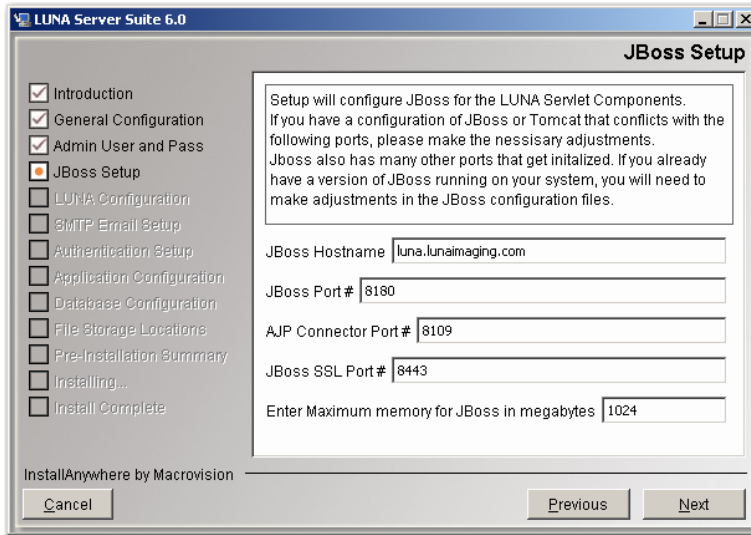 LUNA Server Suite 6.0
JBoss Setup
Introduction
General Configuration
Admin User and Pass
JBoss Setup
LUNA Configuration
SMTP Email Setup
Authentication Setup
Application Configuration
Database Configuration
File Storage Locations
Pre-Installation Summary
Installing...
Install Complete
Setup will configure JBoss for the LUNA Servlet Components.
If you have a configuration of JBoss or Tomcat that conflicts with the
following ports, please make the nessisary adjustments.
Jboss also has many other ports that get initalized. If you already
have a version of JBoss running on your system, you will need to
make adjustments in the JBoss configuration files.
JBoss Hostname luna.lunaimaging.com
JBoss Port # 8180
AJP Connector Port # 8109
JBoss SSL Port # 8443
Enter Maximum memory for JBoss in megabytes 1024
InstallAnywhere by Macrovision
Cancel
Previous
Next